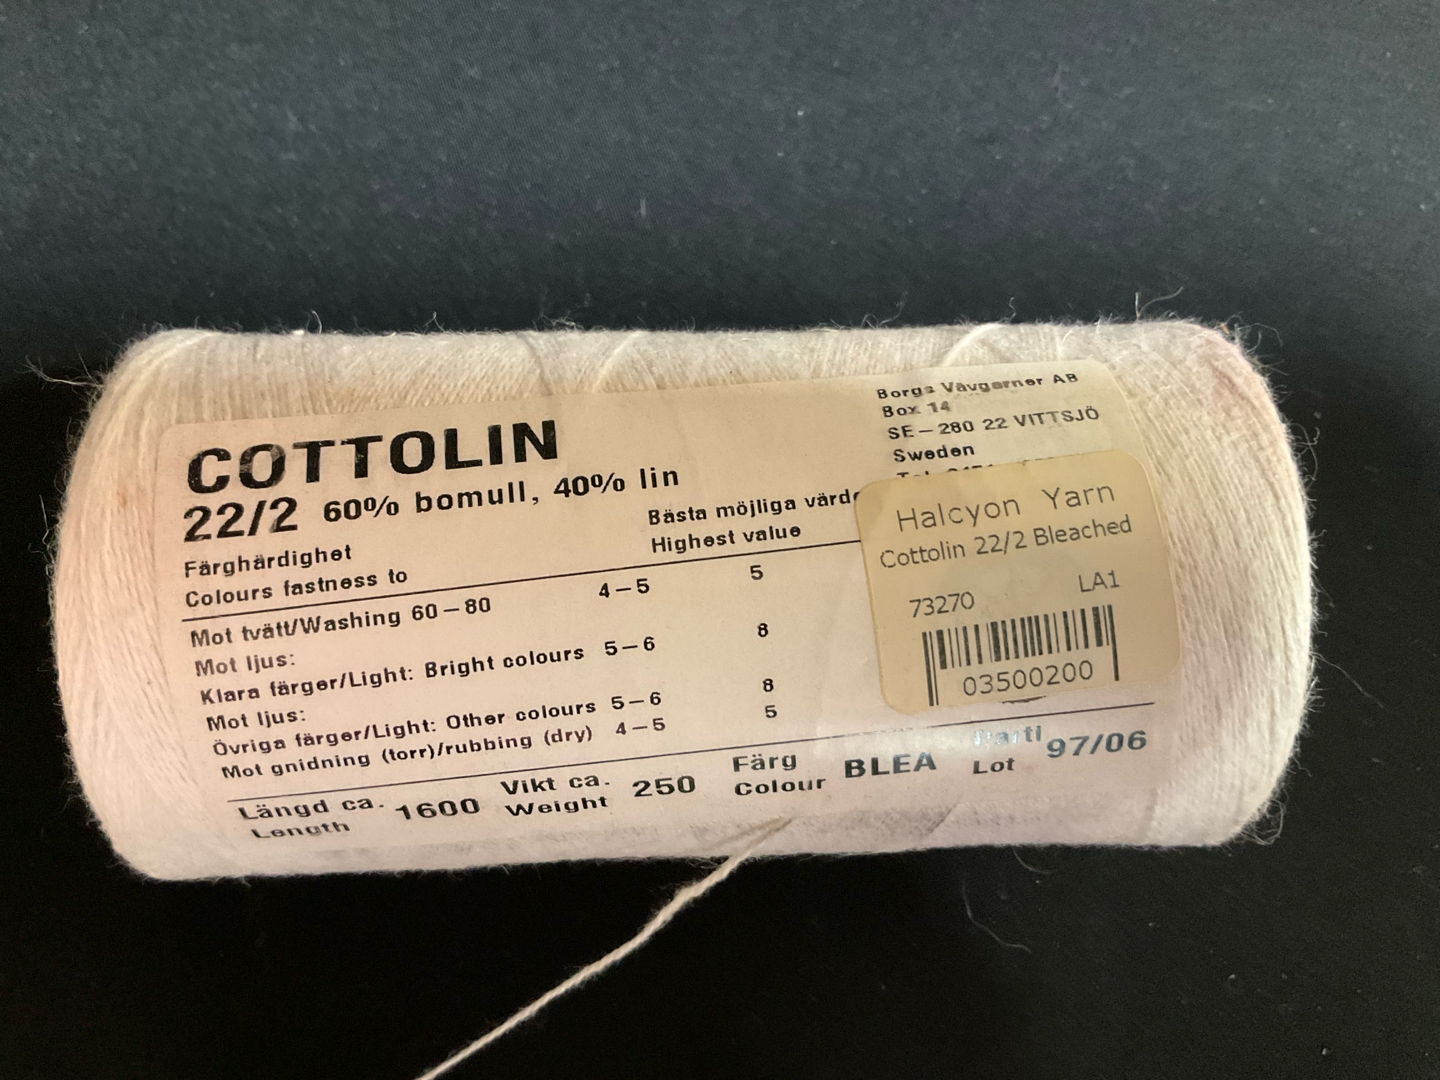 COTTOLIN
22/2 60% bomull, 40% lin
Borgs Vävgarner AB
Box 14
SE–280 22 VITTSJÖ
Sweden
Färghärdighet
Colours fastness to
Bästa möjliga värde
Highest value
Mot tvätt/Washing 60–80 4–5 5
Mot ljus:
Klara färger/Light: Bright colours 5–6 8
Mot ljus:
Övriga färger/Light: Other colours 5–6 8
Mot gnidning (torr)/rubbing (dry) 4–5 5
Längd ca. 1600 Vikt ca. 250 Färg BLEA Parti 97/06
Length Weight Colour Lot
Halcyon Yarn
Cottolin 22/2 Bleached
73270 LA1
03500200